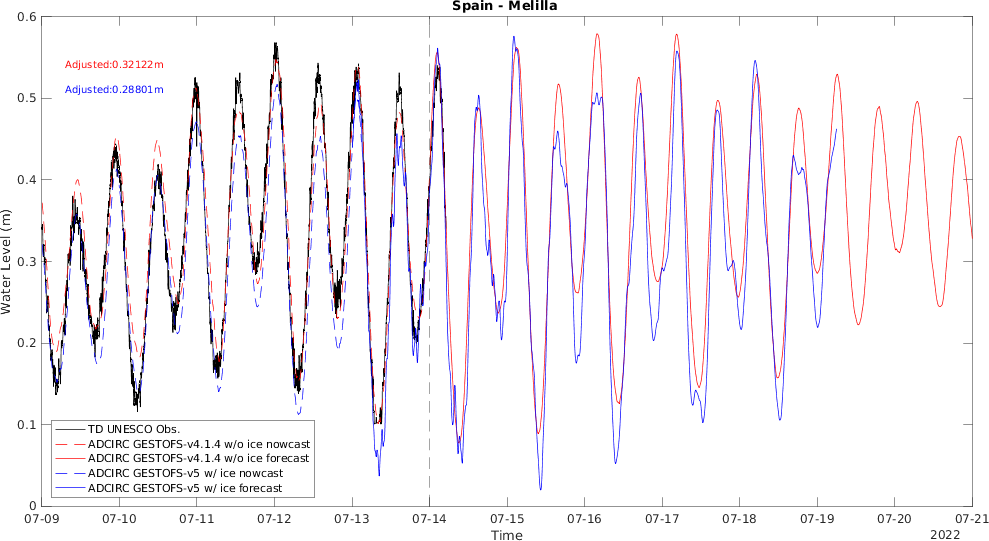 Spain - Melilla
0.6
0.5
0.4
0.3
0.2
0.1
0
Water Level (m)
Adjusted:0.32122m
Adjusted:0.28801m
TD UNESCO Obs.
ADCIRC GESTOFS-v4.1.4 w/o ice nowcast
ADCIRC GESTOFS-v4.1.4 w/o ice forecast
ADCIRC GESTOFS-v5 w/ ice nowcast
ADCIRC GESTOFS-v5 w/ ice forecast
07-09 07-10 07-11 07-12 07-13 07-14 07-15 07-16 07-17 07-18 07-19 07-20 07-21
Time
2022